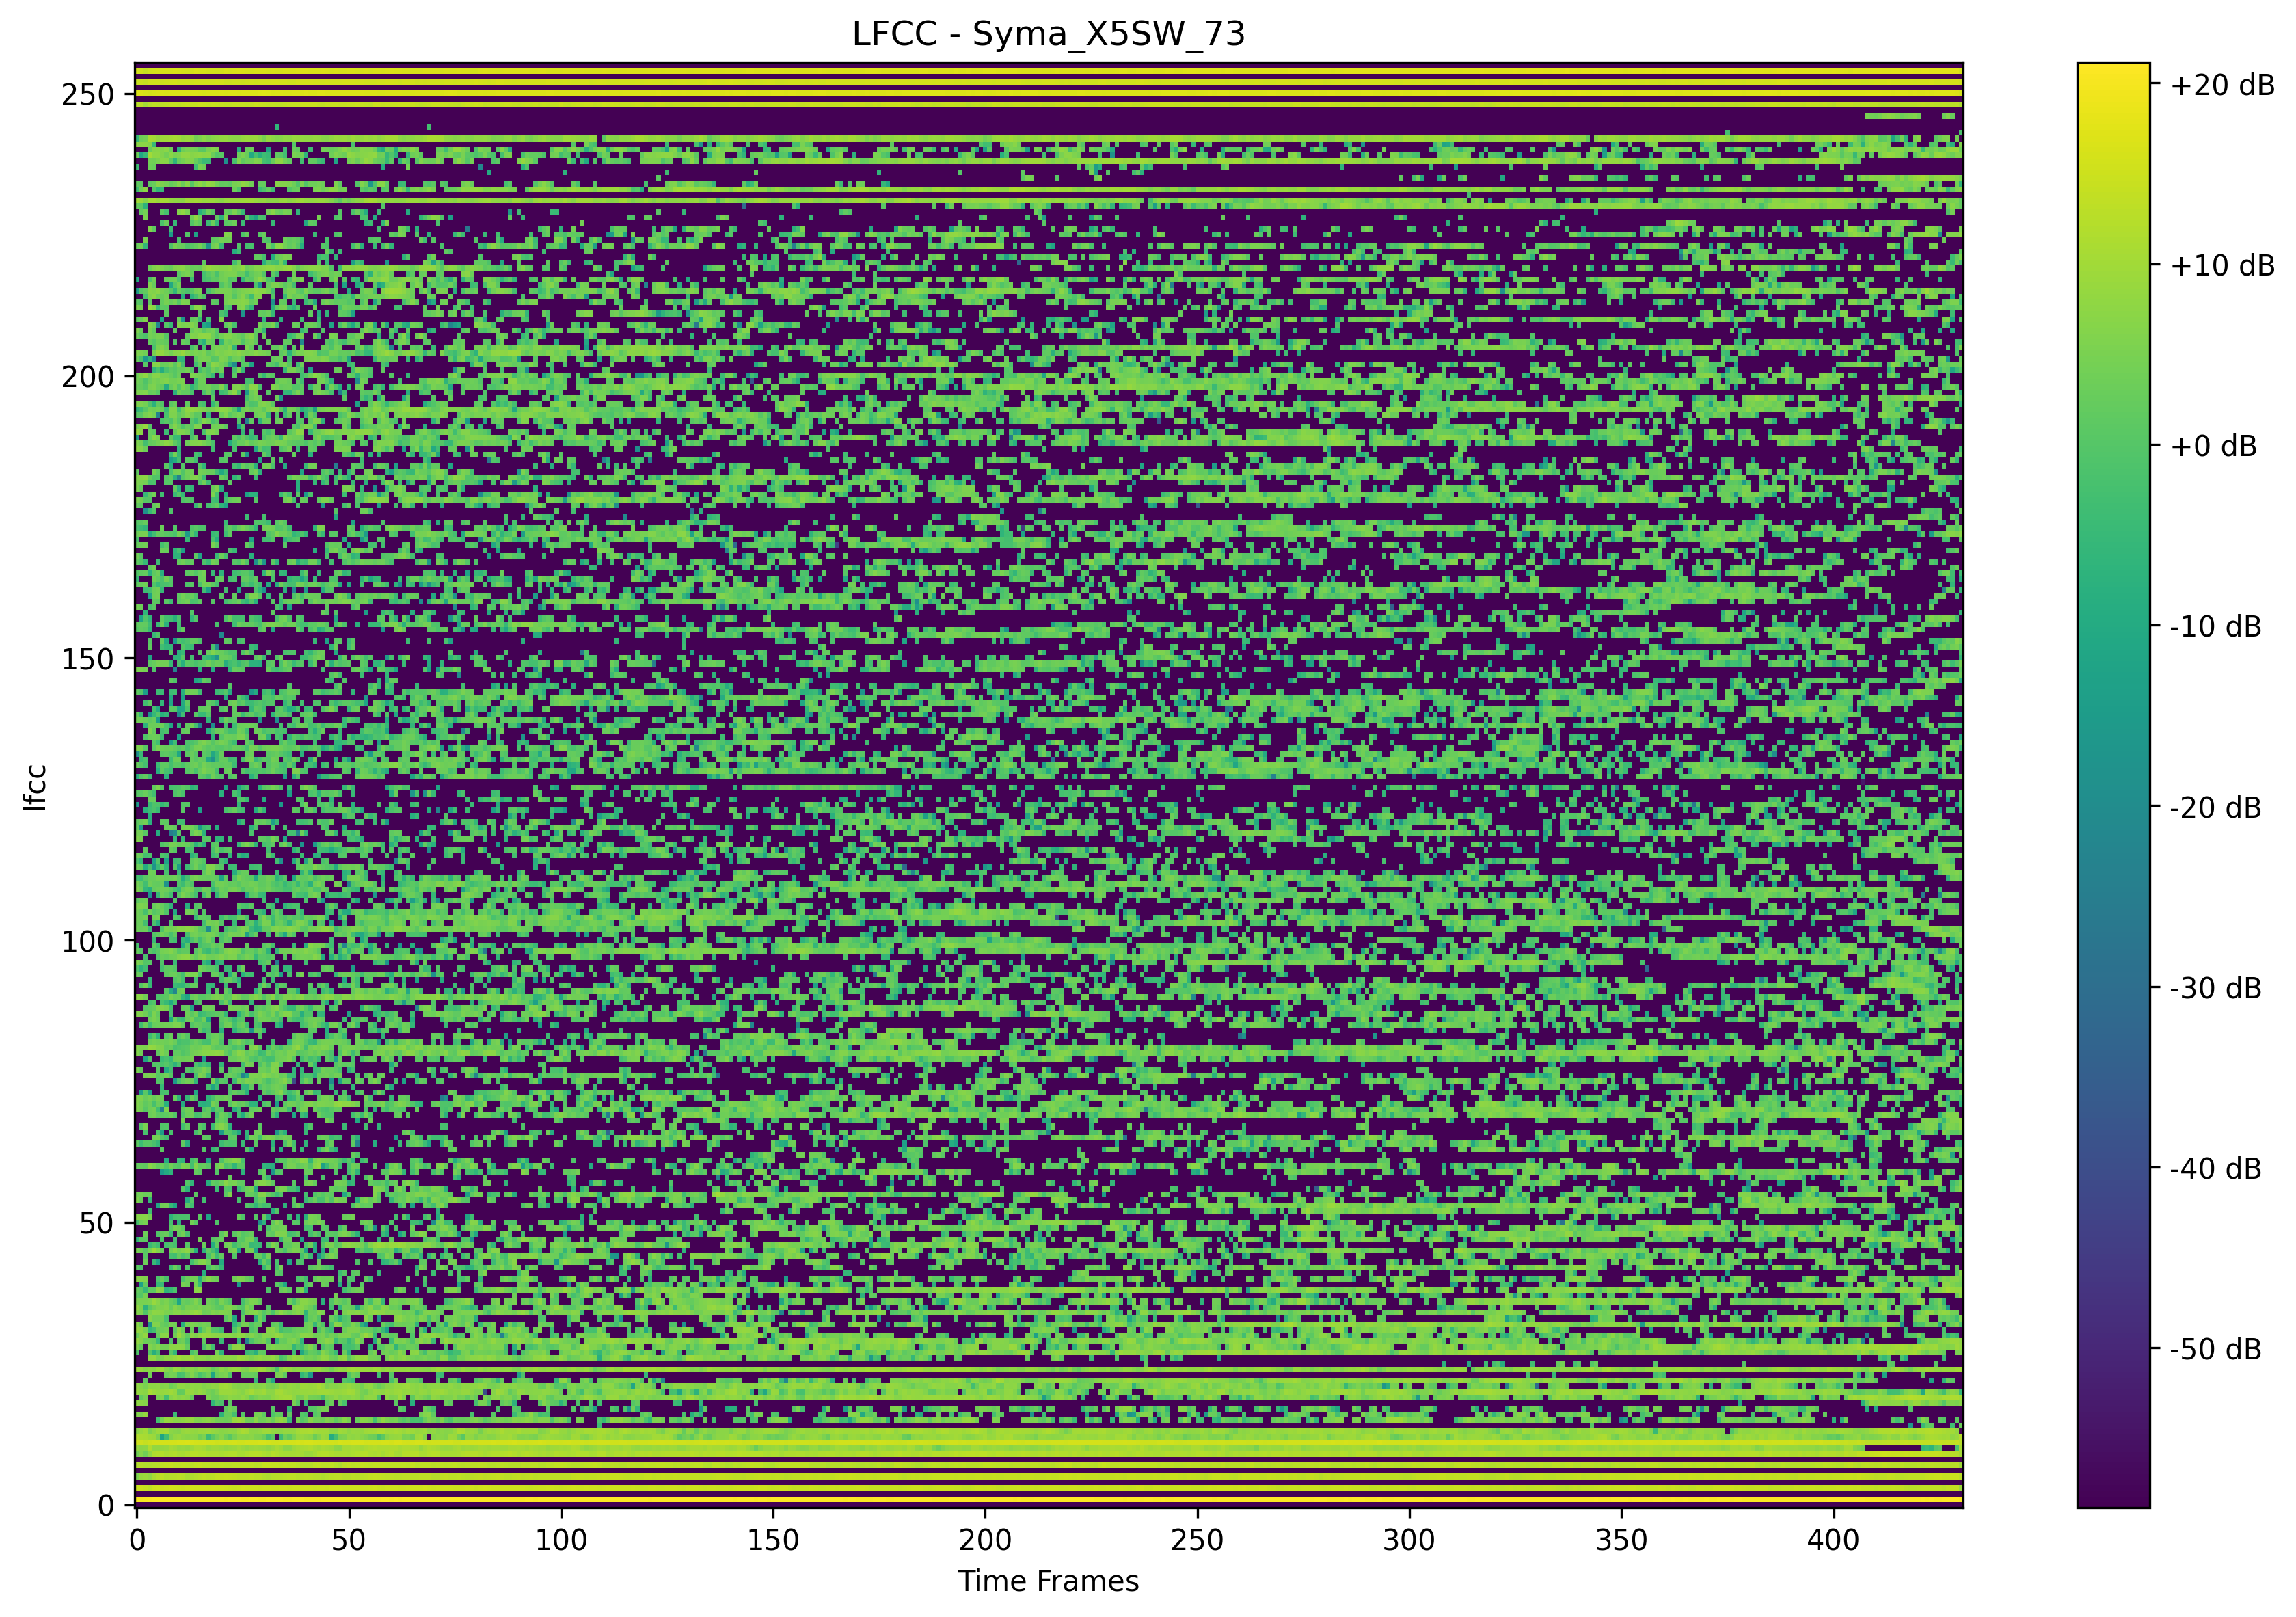 LFCC - Syma_X5SW_73
250
200
150
100
50
0
lfcc
0 50 100 150 200 250 300 350 400
Time Frames
+20 dB
+10 dB
+0 dB
-10 dB
-20 dB
-30 dB
-40 dB
-50 dB